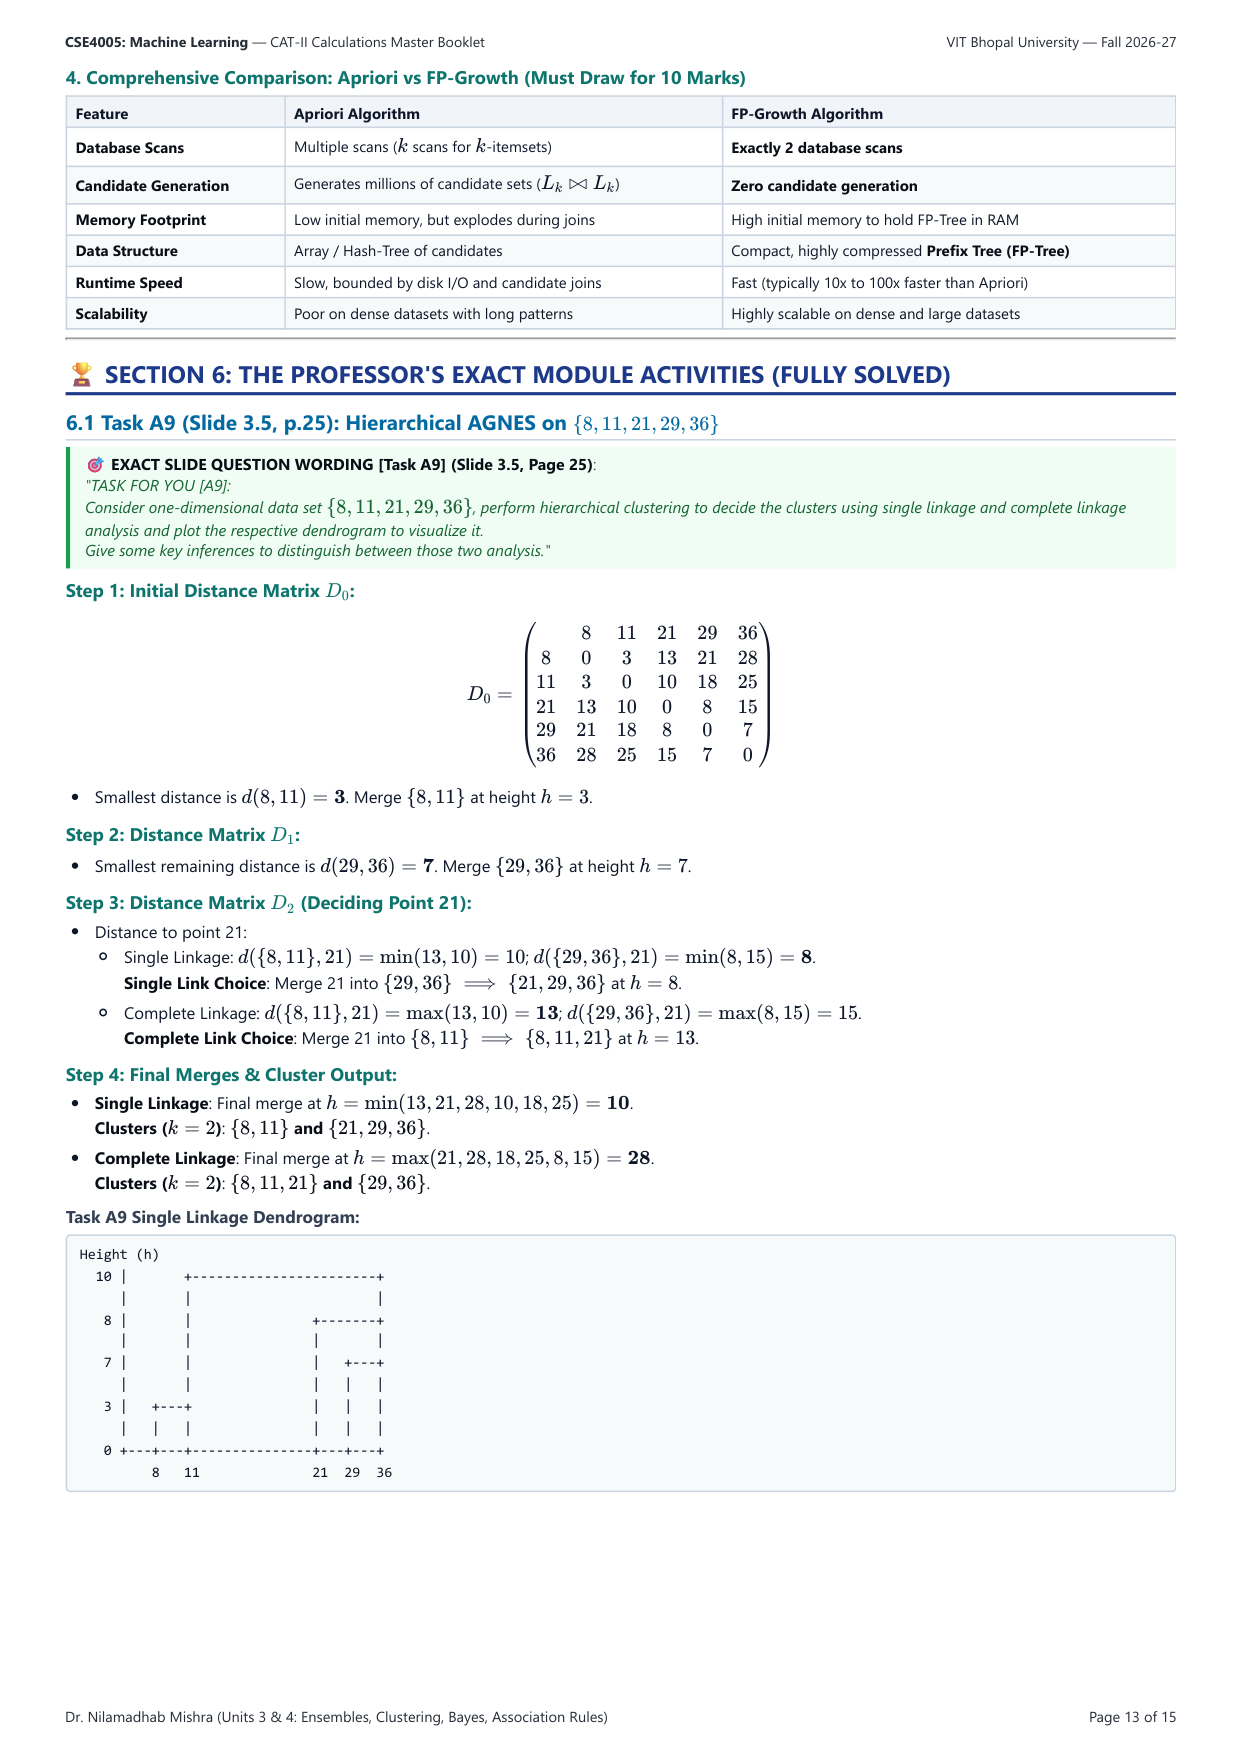 CSE4005: Machine Learning — CAT-II Calculations Master Booklet
VIT Bhopal University — Fall 2026-27
4. Comprehensive Comparison: Apriori vs FP-Growth (Must Draw for 10 Marks)
Feature Apriori Algorithm FP-Growth Algorithm
Database Scans Multiple scans (k scans for k-itemsets) Exactly 2 database scans
Candidate Generation Generates millions of candidate sets (Lₖ ⋈ Lₖ) Zero candidate generation
Memory Footprint Low initial memory, but explodes during joins High initial memory to hold FP-Tree in RAM
Data Structure Array / Hash-Tree of candidates Compact, highly compressed Prefix Tree (FP-Tree)
Runtime Speed Slow, bounded by disk I/O and candidate joins Fast (typically 10x to 100x faster than Apriori)
Scalability Poor on dense datasets with long patterns Highly scalable on dense and large datasets
🏆 SECTION 6: THE PROFESSOR'S EXACT MODULE ACTIVITIES (FULLY SOLVED)
6.1 Task A9 (Slide 3.5, p.25): Hierarchical AGNES on {8, 11, 21, 29, 36}
🎯 EXACT SLIDE QUESTION WORDING [Task A9] (Slide 3.5, Page 25):
"TASK FOR YOU [A9]:
Consider one-dimensional data set {8, 11, 21, 29, 36}, perform hierarchical clustering to decide the clusters using single linkage and complete linkage
analysis and plot the respective dendrogram to visualize it.
Give some key inferences to distinguish between those two analysis."
Step 1: Initial Distance Matrix D₀:
8 11 21 29 36
8 0 3 13 21 28
11 3 0 10 18 25
D₀ =
21 13 10 0 8 15
29 21 18 8 0 7
36 28 25 15 7 0
• Smallest distance is d(8, 11) = 3. Merge {8, 11} at height h = 3.
Step 2: Distance Matrix D₁:
• Smallest remaining distance is d(29, 36) = 7. Merge {29, 36} at height h = 7.
Step 3: Distance Matrix D₂ (Deciding Point 21):
• Distance to point 21:
◦ Single Linkage: d({8, 11}, 21) = min(13, 10) = 10; d({29, 36}, 21) = min(8, 15) = 8.
Single Link Choice: Merge 21 into {29, 36} ⟹ {21, 29, 36} at h = 8.
◦ Complete Linkage: d({8, 11}, 21) = max(13, 10) = 13; d({29, 36}, 21) = max(8, 15) = 15.
Complete Link Choice: Merge 21 into {8, 11} ⟹ {8, 11, 21} at h = 13.
Step 4: Final Merges & Cluster Output:
• Single Linkage: Final merge at h = min(13, 21, 28, 10, 18, 25) = 10.
Clusters (k = 2): {8, 11} and {21, 29, 36}.
• Complete Linkage: Final merge at h = max(21, 28, 18, 25, 8, 15) = 28.
Clusters (k = 2): {8, 11, 21} and {29, 36}.
Task A9 Single Linkage Dendrogram:
Height (h)
10 |       +-----------------------+
   |       |                       |
 8 |       |               +-------+
   |       |               |       |
 7 |       |               |   +---+
   |       |               |   |   |
 3 |   +---+               |   |   |
   |   |   |               |   |   |
 0 +---+---+---------------+---+---+
       8   11              21  29  36
Dr. Nilamadhab Mishra (Units 3 & 4: Ensembles, Clustering, Bayes, Association Rules)
Page 13 of 15